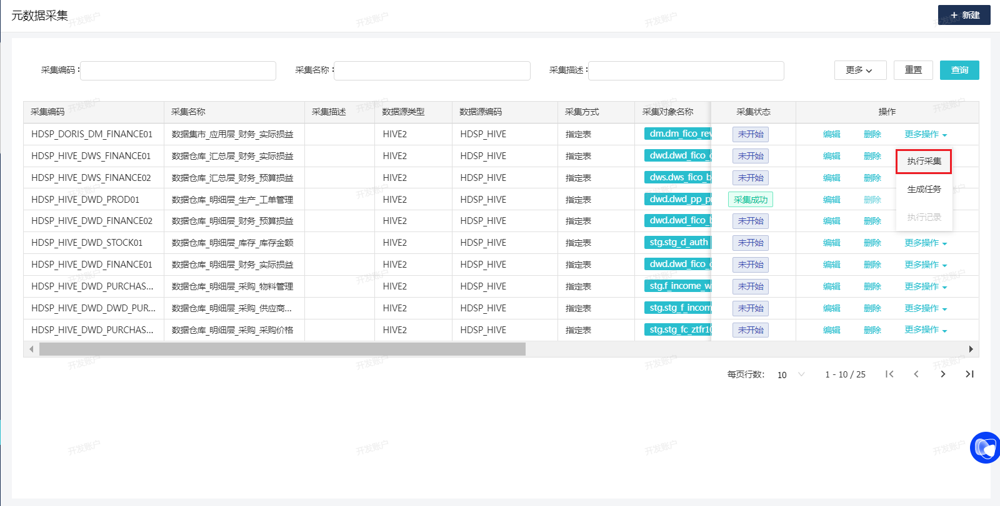 元数据采集
+ 新建
采集编码：
采集名称：
采集描述：
更多
重置
查询
采集编码 采集名称 采集描述 数据源类型 数据源编码 采集方式 采集对象名称 采集状态 操作
HDSP_DORIS_DM_FINANCE01 数据集市_应用层_财务_实际损益 HIVE2 HDSP_HIVE 指定表 dm.dm_fico_rev 未开始 编辑 删除 更多操作
HDSP_HIVE_DWS_FINANCE01 数据仓库_汇总层_财务_实际损益 HIVE2 HDSP_HIVE 指定表 dwd.dwd_fico_c 未开始 编辑 删除
HDSP_HIVE_DWS_FINANCE02 数据仓库_汇总层_财务_预算损益 HIVE2 HDSP_HIVE 指定表 dws.dws_fico_b 未开始 编辑 删除
HDSP_HIVE_DWD_PROD01 数据仓库_明细层_生产_工单管理 HIVE2 HDSP_HIVE 指定表 dwd.dwd_pp_p 采集成功 编辑 删除
HDSP_HIVE_DWD_FINANCE02 数据仓库_明细层_财务_预算损益 HIVE2 HDSP_HIVE 指定表 dwd.dwd_fico_b 未开始 编辑 删除
执行采集
生成任务
执行记录
HDSP_HIVE_DWD_STOCK01 数据仓库_明细层_库存_库存金额 HIVE2 HDSP_HIVE 指定表 stg.stg_d_auth 未开始 编辑 删除 更多操作
HDSP_HIVE_DWD_FINANCE01 数据仓库_明细层_财务_实际损益 HIVE2 HDSP_HIVE 指定表 dwd.dwd_fico_c 未开始 编辑 删除 更多操作
HDSP_HIVE_DWD_PURCHAS... 数据仓库_明细层_采购_物料管理 HIVE2 HDSP_HIVE 指定表 stg.f_income_w 未开始 编辑 删除 更多操作
HDSP_HIVE_DWD_DWD_PUR... 数据仓库_明细层_采购_供应商... HIVE2 HDSP_HIVE 指定表 stg.stg_f_incom 未开始 编辑 删除 更多操作
HDSP_HIVE_DWD_PURCHAS... 数据仓库_明细层_采购_采购价格 HIVE2 HDSP_HIVE 指定表 stg.stg_fc_ztfr10 未开始 编辑 删除 更多操作
每页行数： 10 1 - 10 / 25
开发账户